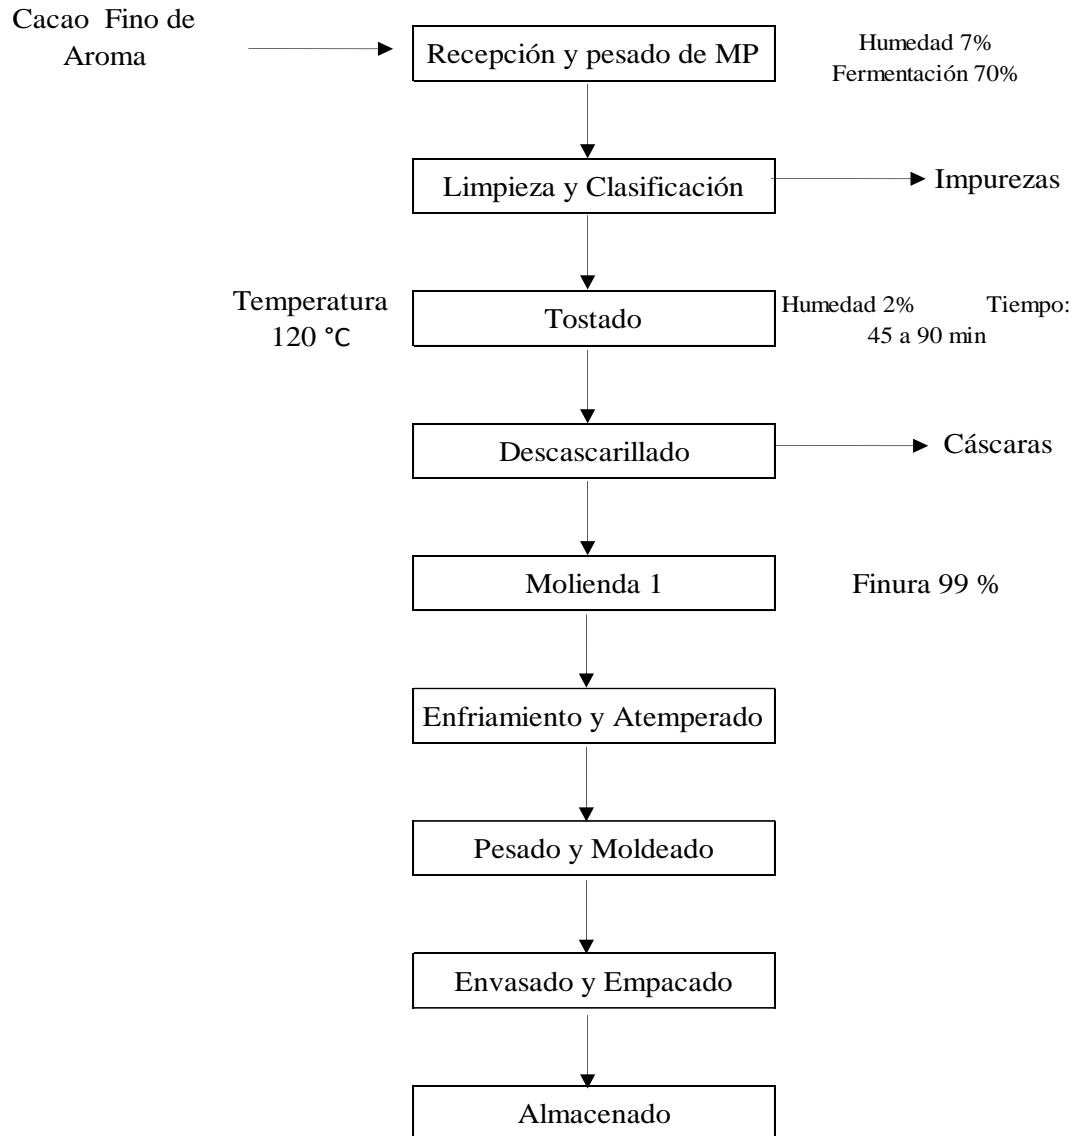 Cacao Fino de
Aroma
Recepción y pesado de MP
Humedad 7%
Fermentación 70%
Limpieza y Clasificación
Impurezas
Temperatura
120 °C
Tostado
Humedad 2% Tiempo:
45 a 90 min
Descascarillado
Cáscaras
Molienda 1
Finura 99 %
Enfriamiento y Atemperado
Pesado y Moldeado
Envasado y Empacado
Almacenado